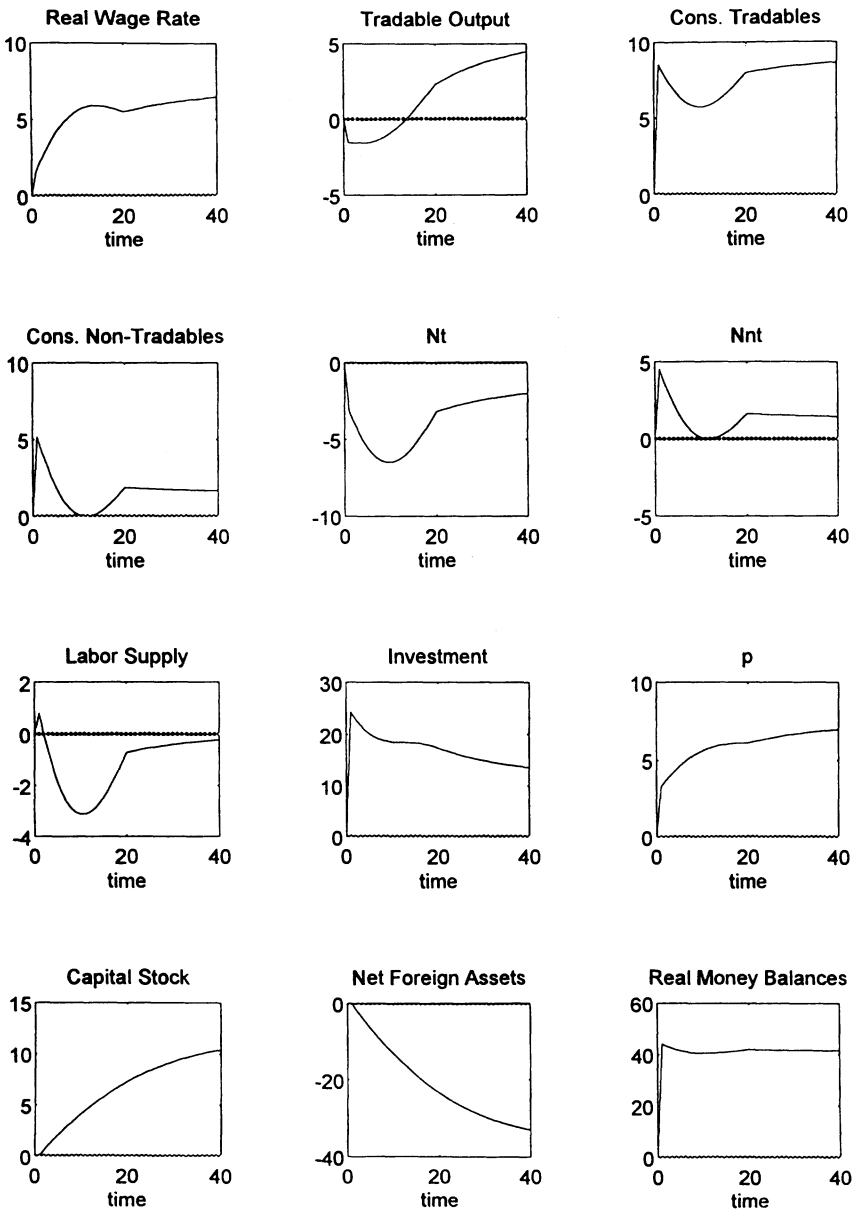 Real Wage Rate
10
5
0
0 20 40
time
Tradable Output
5
0
-5
0 20 40
time
Cons. Tradables
10
5
0
0 20 40
time
Cons. Non-Tradables
10
5
0
0 20 40
time
Nt
0
-5
-10
0 20 40
time
Nnt
5
0
-5
0 20 40
time
Labor Supply
2
0
-2
-4
0 20 40
time
Investment
30
20
10
0
0 20 40
time
p
10
5
0
0 20 40
time
Capital Stock
15
10
5
0
0 20 40
time
Net Foreign Assets
0
-20
-40
0 20 40
time
Real Money Balances
60
40
20
0
0 20 40
time